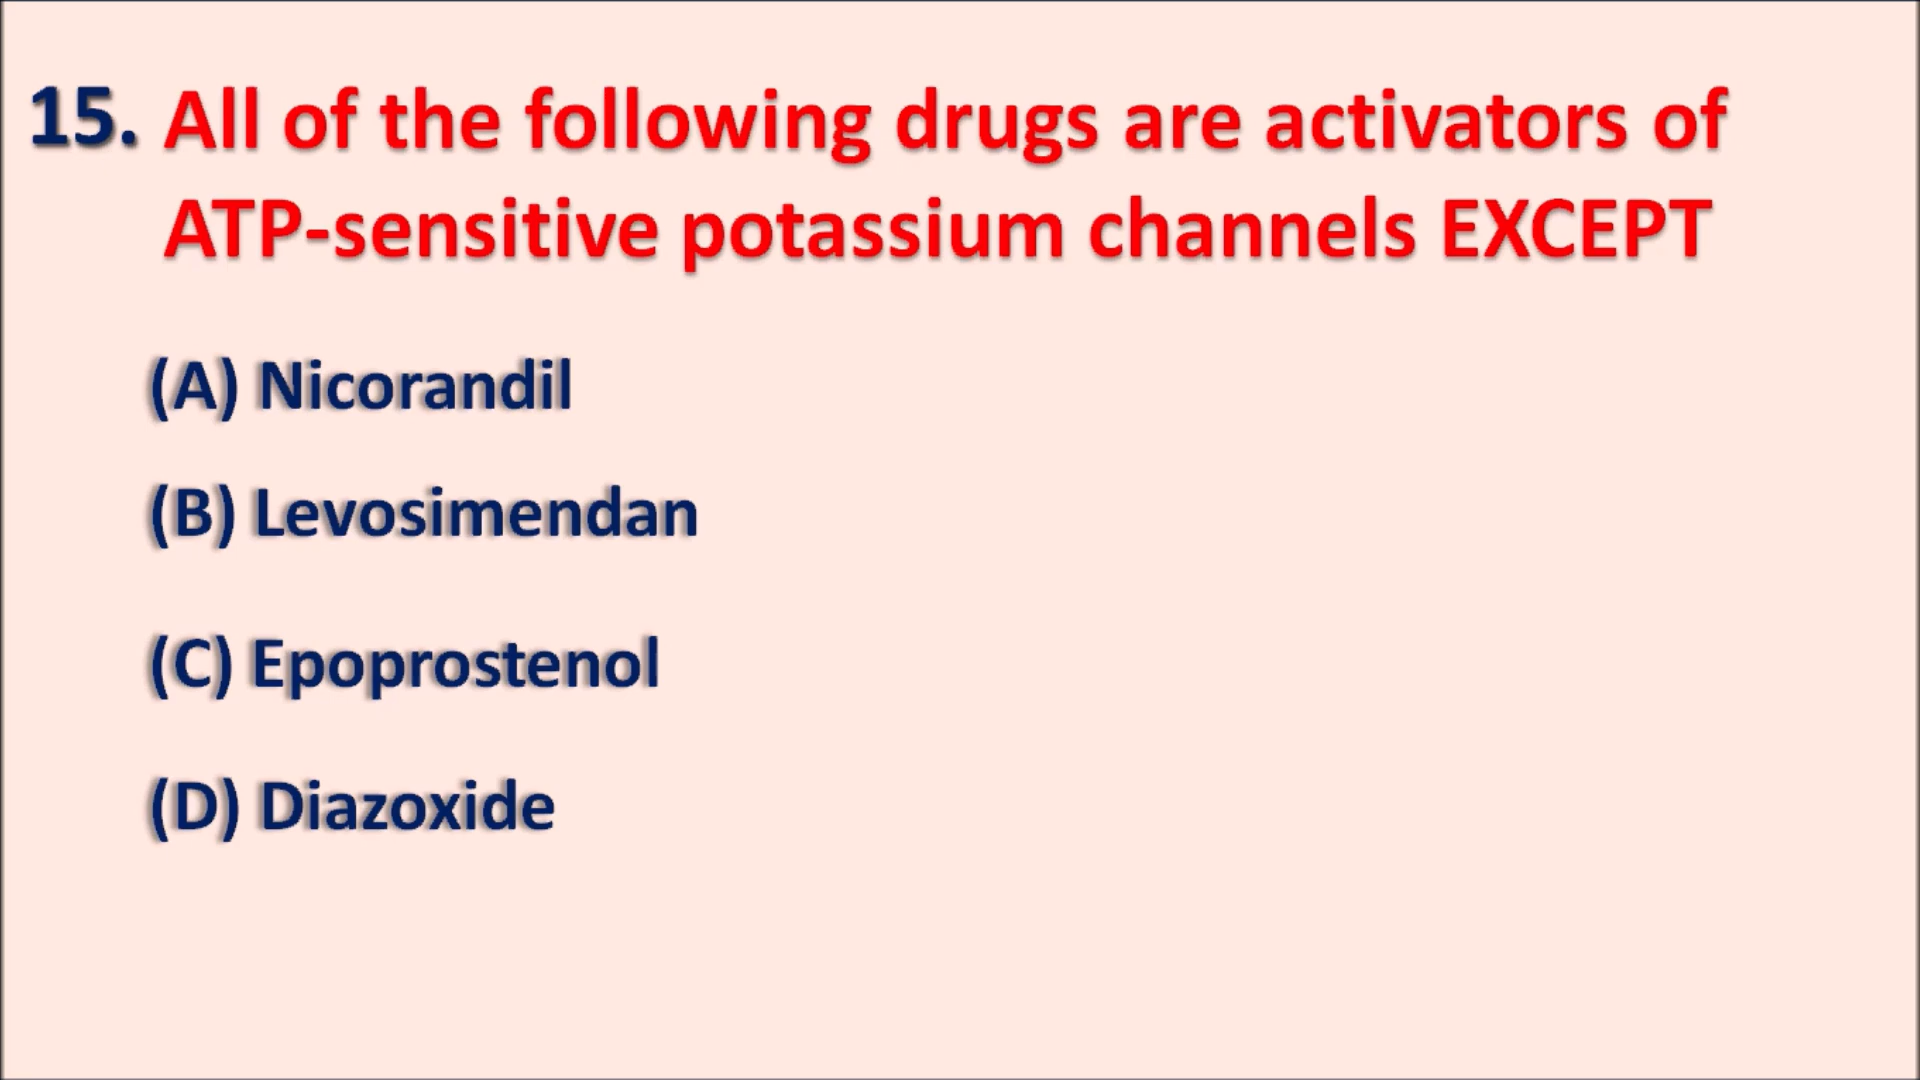 15. All of the following drugs are activators of
ATP-sensitive potassium channels EXCEPT
(A) Nicorandil
(B) Levosimendan
(C) Epoprostenol
(D) Diazoxide